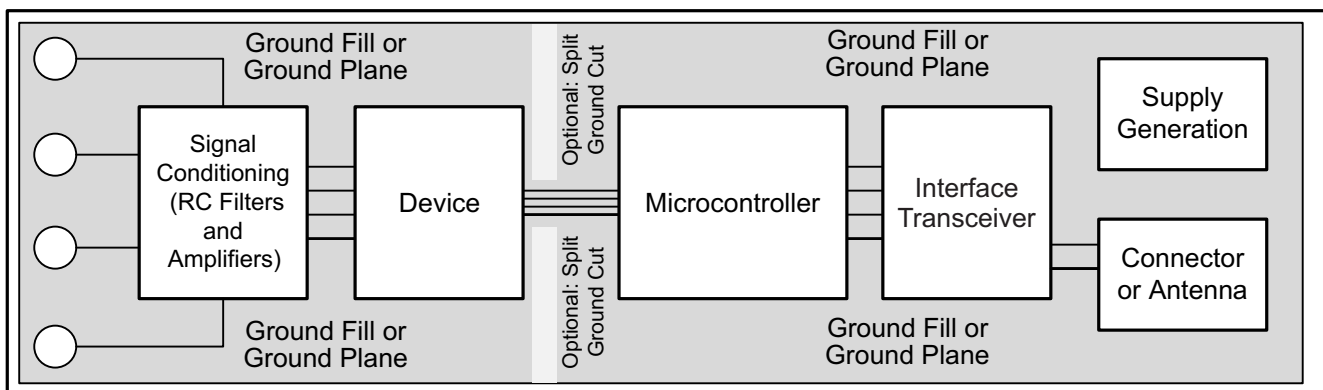 Ground Fill or
Ground Plane
Optional: Split
Ground Cut
Ground Fill or
Ground Plane
Supply
Generation
Signal
Conditioning
(RC Filters
and
Amplifiers)
Device
Microcontroller
Interface
Transceiver
Connector
or Antenna
Ground Fill or
Ground Plane
Optional: Split
Ground Cut
Ground Fill or
Ground Plane